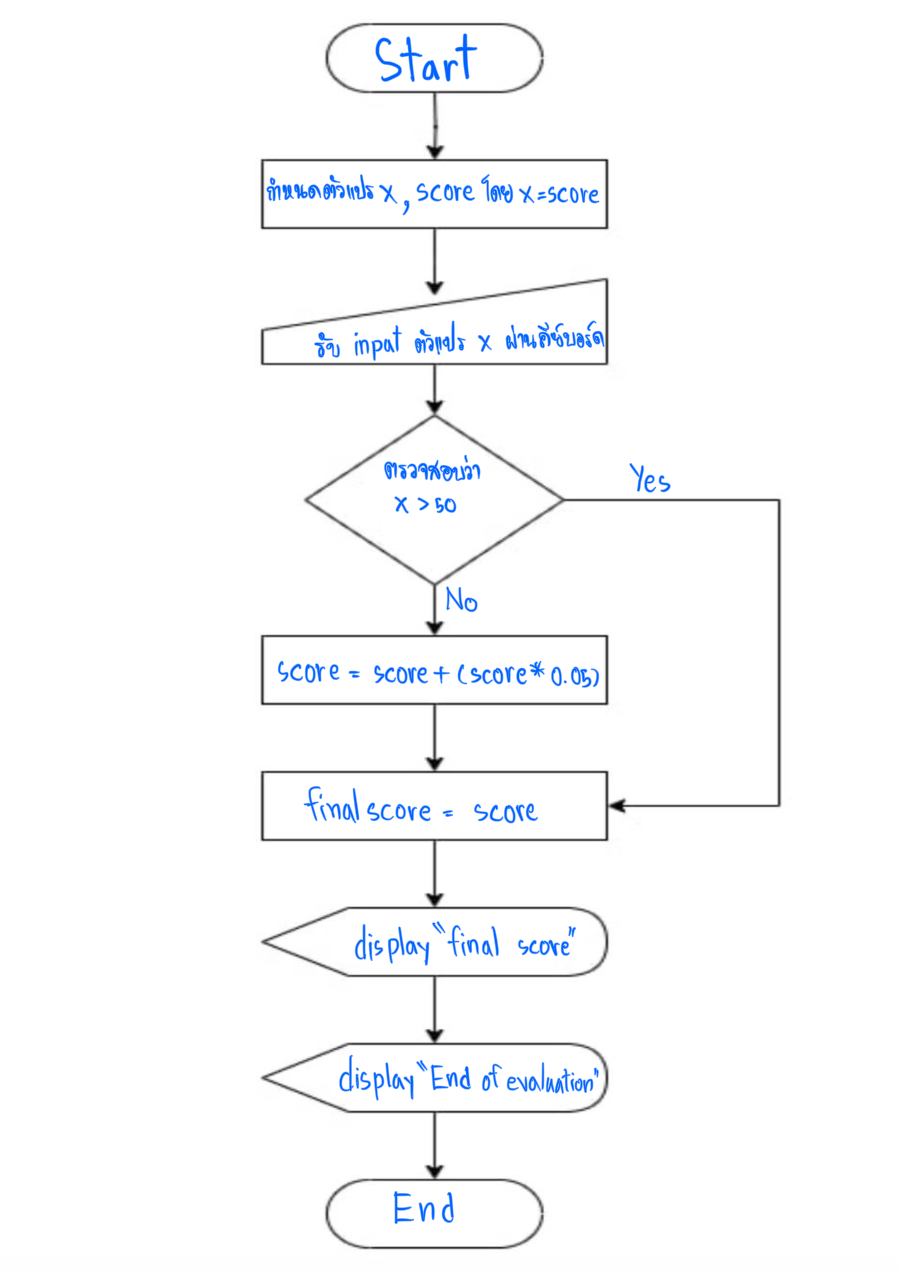 Start
กำหนดตัวแปร x, score โดย x=score
รับ input ตัวแปร x ผ่านคีย์บอร์ด
ตรวจสอบว่า
x > 50
Yes
No
score = score + (score * 0.05)
final score = score
display "final score"
display "End of evaluation"
End